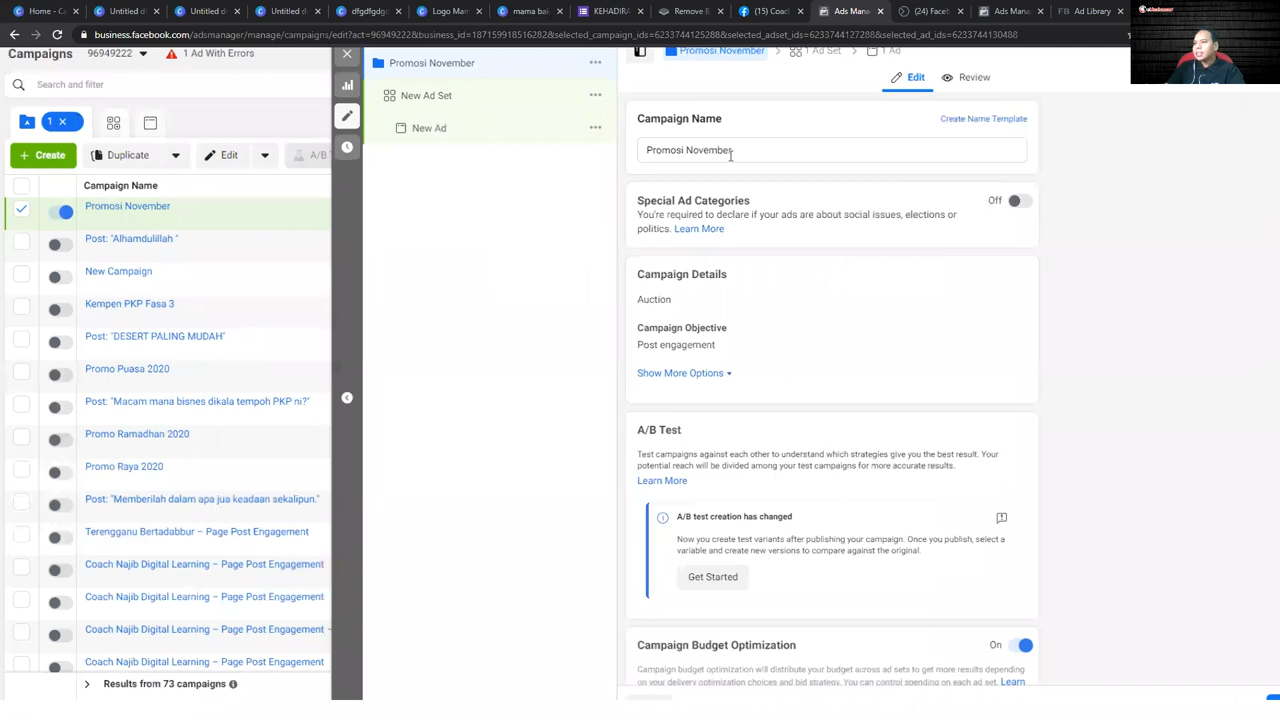 Home - C
Untitled d
Untitled d
Untitled d
dfgdfgdgc
Logo Mar
mama ba
KEHADIRA
Remove B
(15) Coach
Ads Mana
(24) Faceb
Ads Mana
Ad Library
business.facebook.com/adsmanager/manage/campaigns/edit?act=96949222&business_id=187159918316282&selected_campaign_ids=6233744125288&selected_adset_ids=6233744127288&selected_ad_ids=6233744130488
Campaigns
96949222
1 Ad With Errors
Search and filter
1
Create
Duplicate
Edit
A/B T
Campaign Name
Promosi November
Post: "Alhamdulillah "
New Campaign
Kempen PKP Fasa 3
Post: "DESERT PALING MUDAH"
Promo Puasa 2020
Post: "Macam mana bisnes dikala tempoh PKP ni?"
Promo Ramadhan 2020
Promo Raya 2020
Post: "Memberilah dalam apa jua keadaan sekalipun."
Terengganu Bertadabbur – Page Post Engagement
Coach Najib Digital Learning – Page Post Engagement
Coach Najib Digital Learning – Page Post Engagement
Coach Najib Digital Learning – Page Post Engagement –
Coach Najib Digital Learning – Page Post Engagement
Results from 73 campaigns
Promosi November
New Ad Set
New Ad
Promosi November
1 Ad Set
1 Ad
Edit
Review
Campaign Name
Create Name Template
Promosi November
Special Ad Categories
Off
You're required to declare if your ads are about social issues, elections or
politics. Learn More
Campaign Details
Auction
Campaign Objective
Post engagement
Show More Options
A/B Test
Test campaigns against each other to understand which strategies give you the best result. Your
potential reach will be divided among your test campaigns for more accurate results.
Learn More
A/B test creation has changed
Now you create test variants after publishing your campaign. Once you publish, select a
variable and create new versions to compare against the original.
Get Started
Campaign Budget Optimization
On
Campaign budget optimization will distribute your budget across ad sets to get more results depending
on your delivery optimization choices and bid strategy. You can control spending on each ad set. Learn